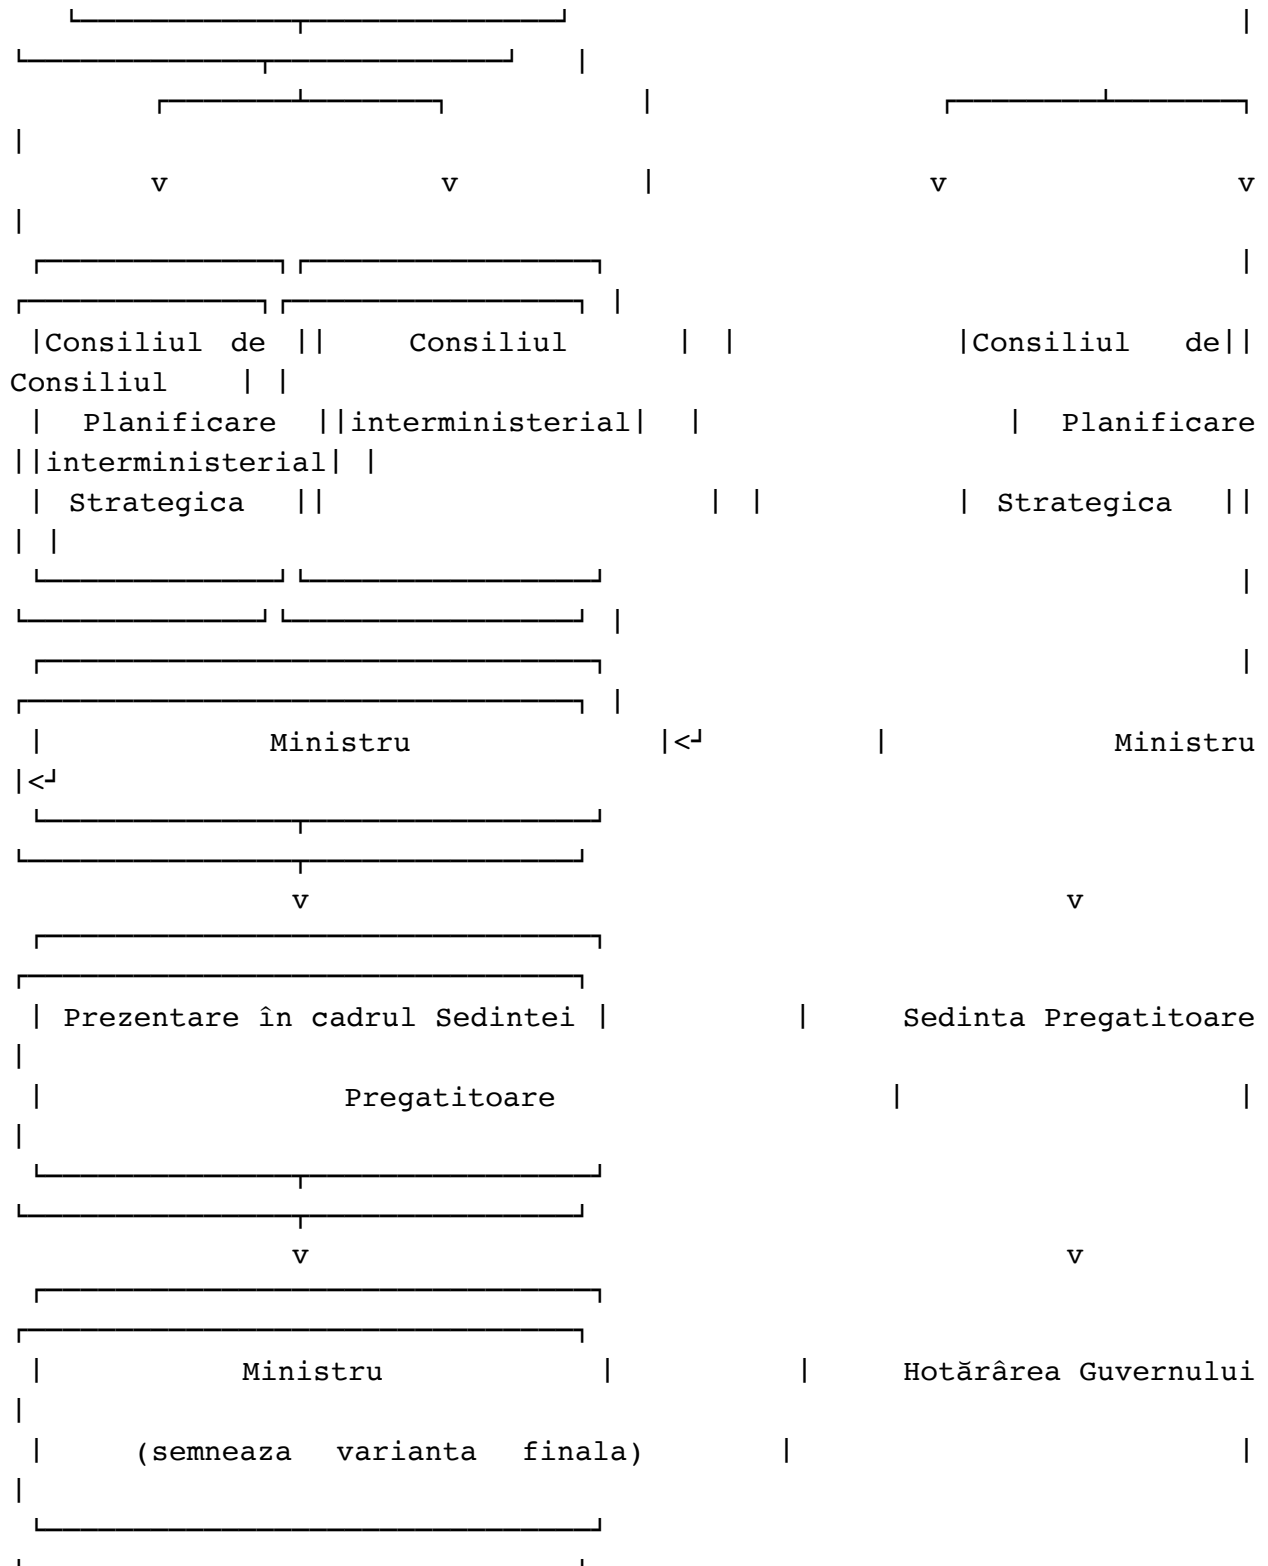 v v v v
|Consiliul de || Consiliul | | |Consiliul de||
Consiliul | |
| Planificare ||interministerial| | | Planificare
||interministerial| |
| Strategica || | | | Strategica ||
| |
| Ministru |<┘ | Ministru
|<┘
v v
| Prezentare în cadrul Sedintei | | Sedinta Pregatitoare
|
| Pregatitoare | |
|
v v
| Ministru | | Hotărârea Guvernului
|
| (semneaza varianta finala) | |
|